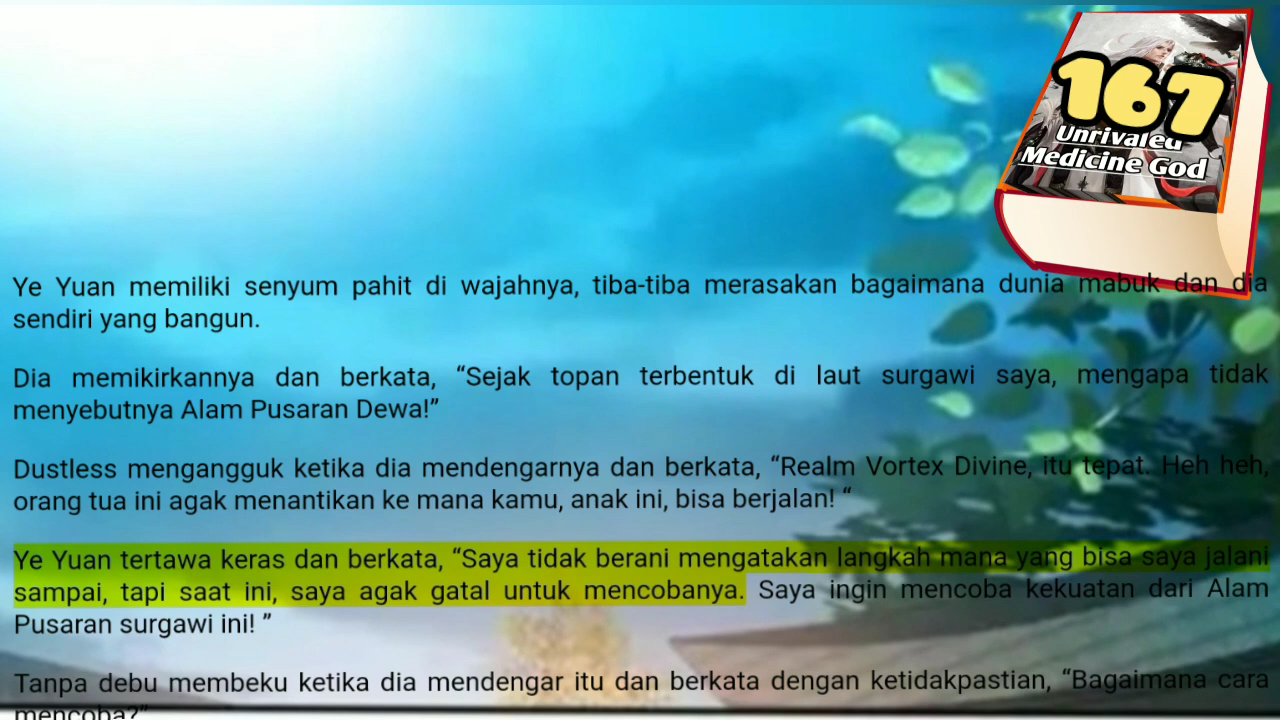 167
Unrivaled
Medicine God
Ye Yuan memiliki senyum pahit di wajahnya, tiba-tiba merasakan bagaimana dunia mabuk dan dia
sendiri yang bangun.
Dia memikirkannya dan berkata, “Sejak topan terbentuk di laut surgawi saya, mengapa tidak
menyebutnya Alam Pusaran Dewa!”
Dustless mengangguk ketika dia mendengarnya dan berkata, “Realm Vortex Divine, itu tepat. Heh heh,
orang tua ini agak menantikan ke mana kamu, anak ini, bisa berjalan! “
Ye Yuan tertawa keras dan berkata, “Saya tidak berani mengatakan langkah mana yang bisa saya jalani
sampai, tapi saat ini, saya agak gatal untuk mencobanya. Saya ingin mencoba kekuatan dari Alam
Pusaran surgawi ini! ”
Tanpa debu membeku ketika dia mendengar itu dan berkata dengan ketidakpastian, “Bagaimana cara
mencoba?”